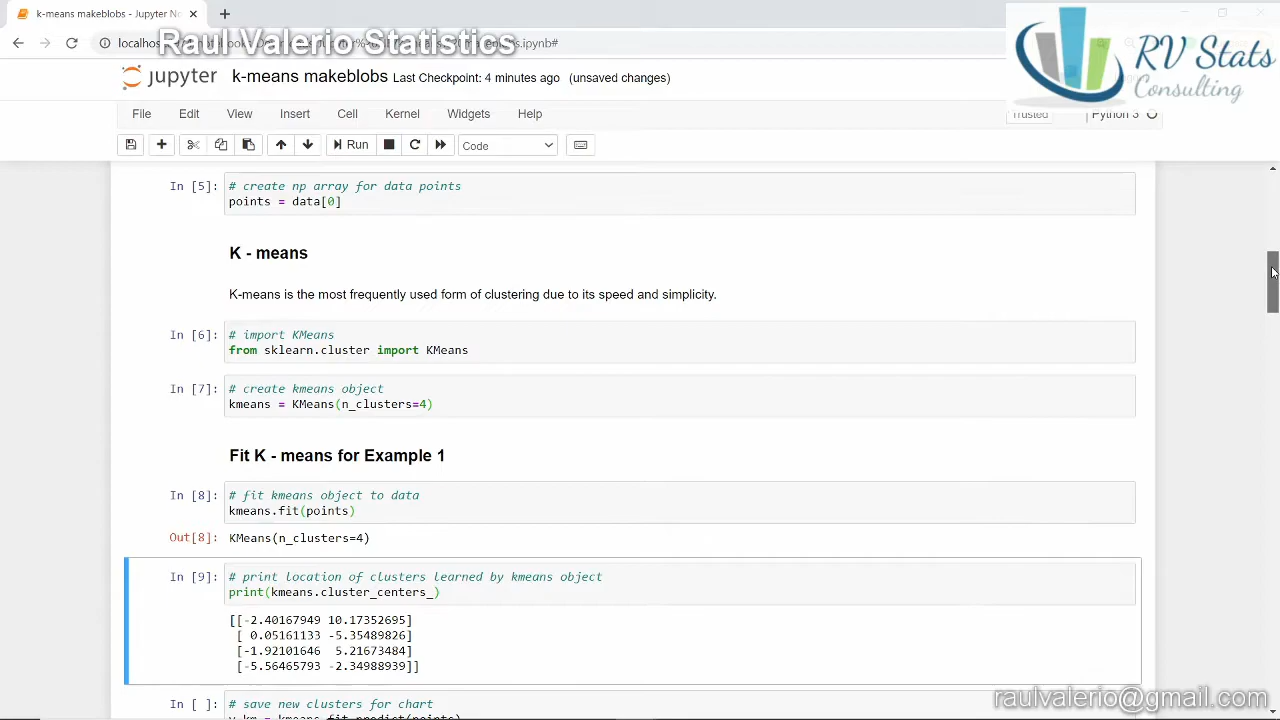 k-means makeblobs - Jupyter No
Raul Valerio Statistics
RV Stats
Consulting
jupyter k-means makeblobs Last Checkpoint: 4 minutes ago (unsaved changes)
File Edit View Insert Cell Kernel Widgets Help
Trusted | Python 3
Run Code
In [5]: # create np array for data points
points = data[0]
K - means
K-means is the most frequently used form of clustering due to its speed and simplicity.
In [6]: # import KMeans
from sklearn.cluster import KMeans
In [7]: # create kmeans object
kmeans = KMeans(n_clusters=4)
Fit K - means for Example 1
In [8]: # fit kmeans object to data
kmeans.fit(points)
Out[8]: KMeans(n_clusters=4)
In [9]: # print location of clusters learned by kmeans object
print(kmeans.cluster_centers_)
[[-2.40167949 10.17352695]
[ 0.05161133 -5.35489826]
[-1.92101646 5.21673484]
[-5.56465793 -2.34988939]]
In [ ]: # save new clusters for chart
y_km = kmeans.fit_predict(points)
raulvalerio@gmail.com